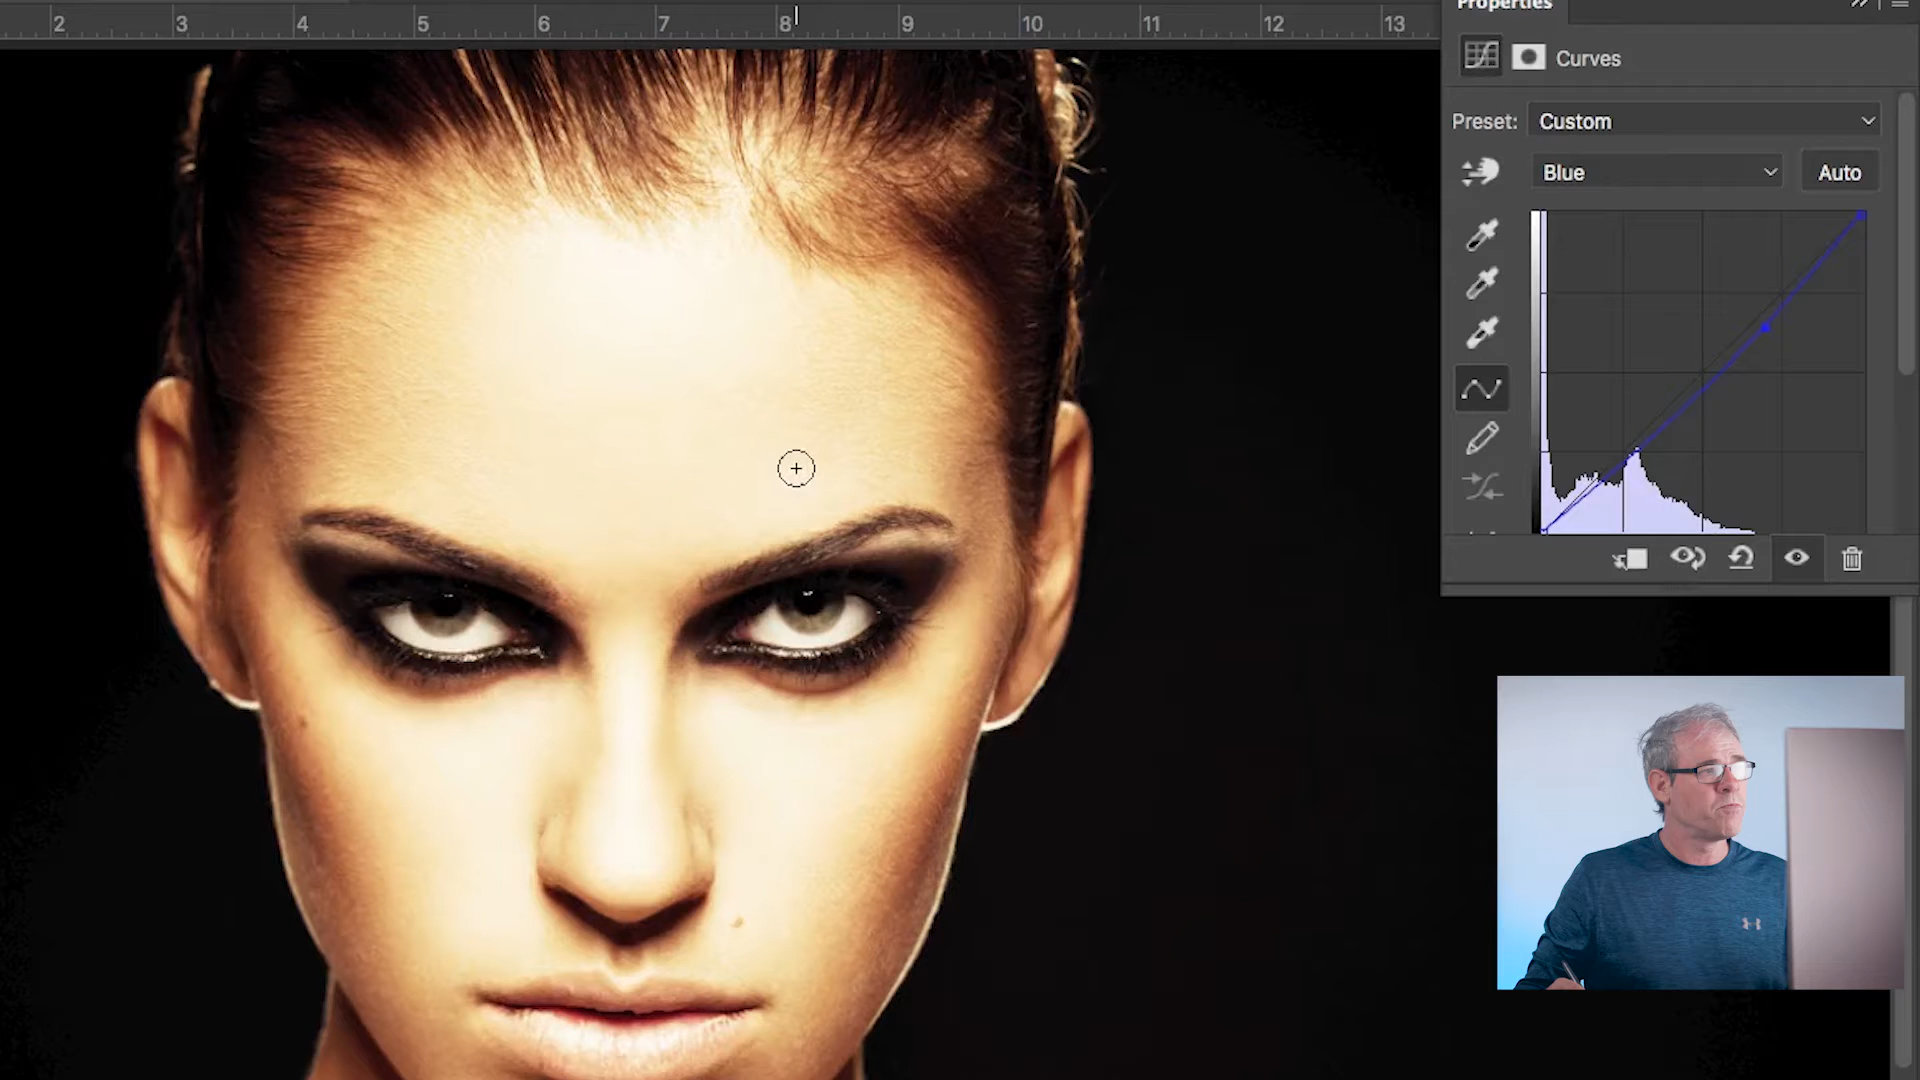 2 3 4 5 6 7 8 9 10 11 12 13
Properties
Curves
Preset: Custom
Blue Auto